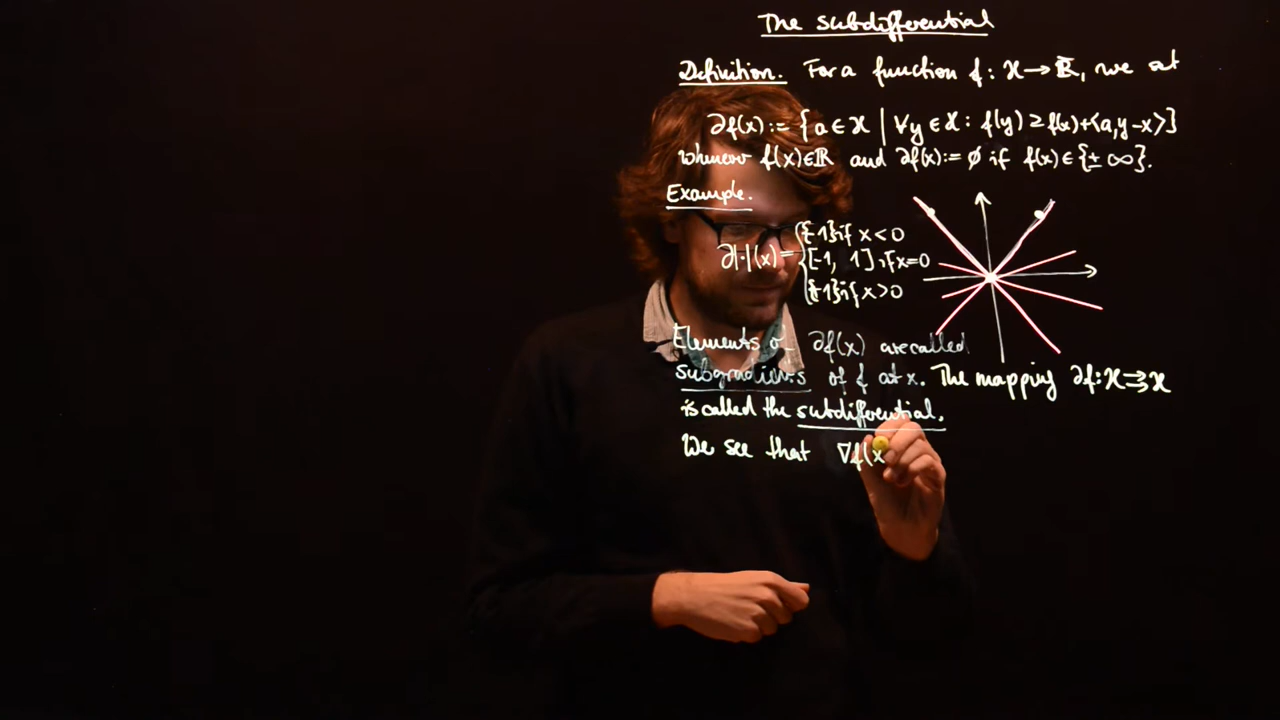 The subdifferential
Definition. For a function f: X → R̄, we set
∂f(x) := {a ∈ X | ∀y ∈ X: f(y) ≥ f(x)+⟨a, y-x⟩}
whenever f(x)∈ℝ and ∂f(x) := ∅ if f(x) ∈ {± ∞}.
Example.
∂|·|(x) = { {-1} if x < 0
[-1, 1] if x=0
{1} if x > 0
Elements of ∂f(x) are called
subgradients of f at x. The mapping ∂f: X ⇉ X
is called the subdifferential.
We see that ∇f(x